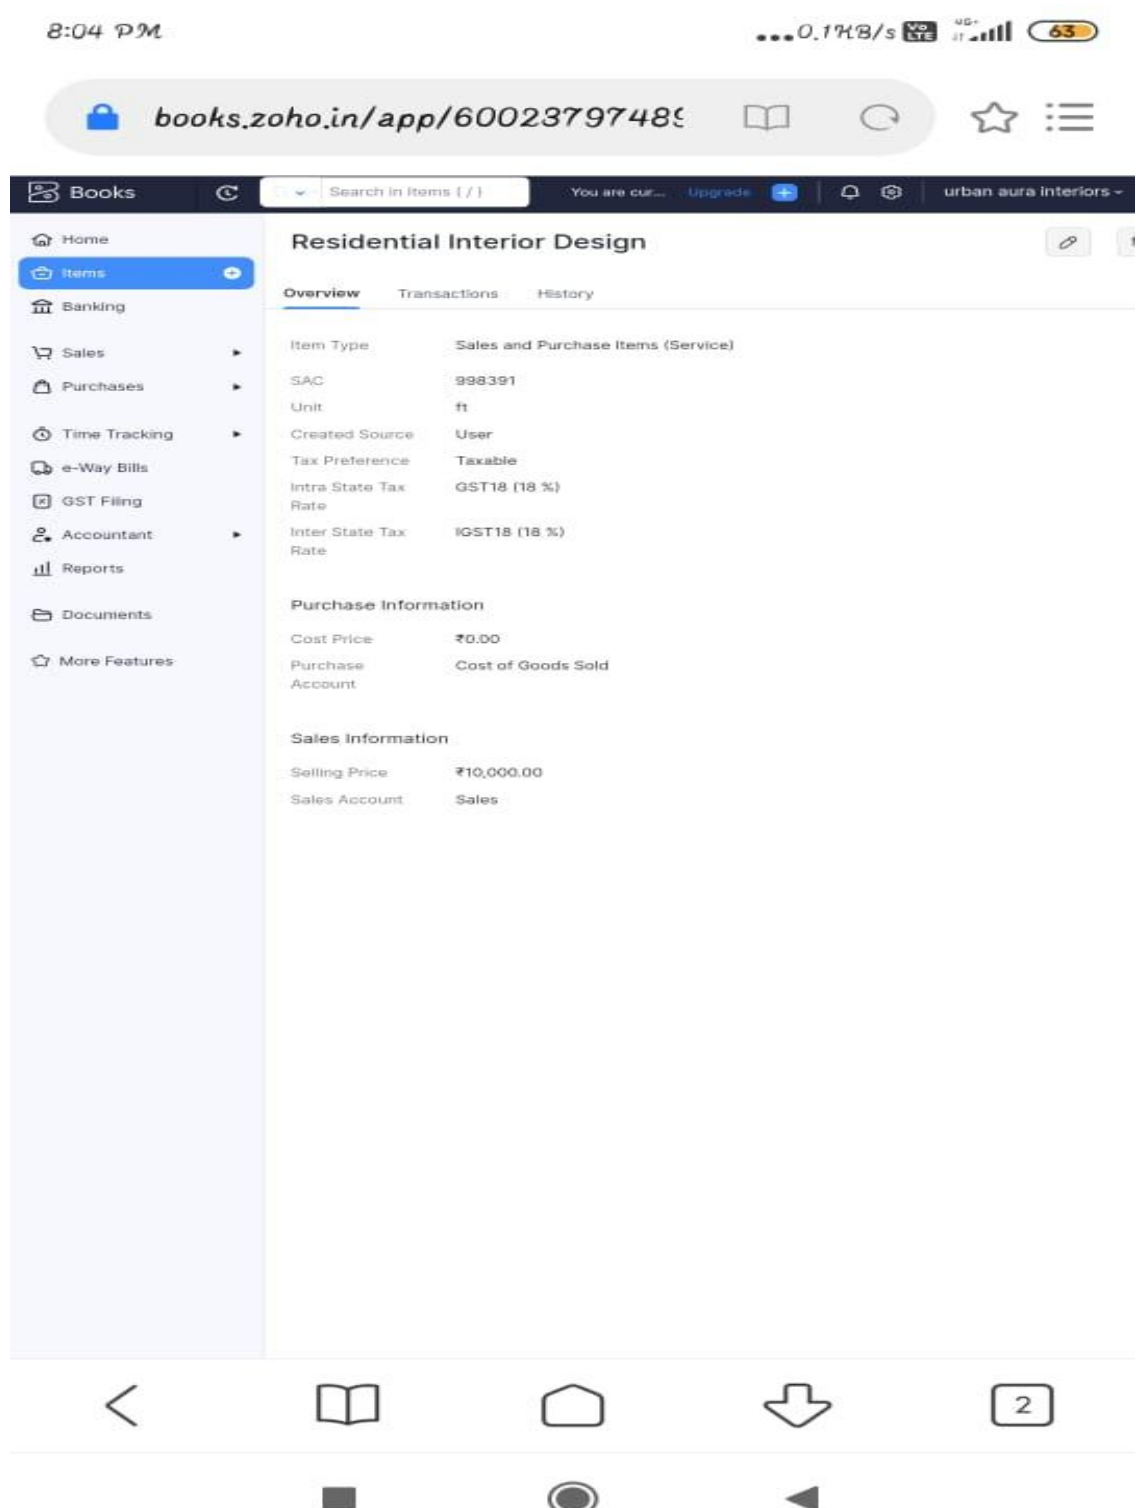 8:04 PM
...0.1KB/s Vo LTE 4G+ 63
books.zoho.in/app/60023797489
Books Search in Items ( / ) You are cur... Upgrade urban aura interiors
Home
Residential Interior Design
Items
Overview Transactions History
Banking
Sales
Item Type Sales and Purchase Items (Service)
Purchases
SAC 998391
Unit ft
Time Tracking
Created Source User
e-Way Bills
Tax Preference Taxable
GST Filing
Intra State Tax Rate GST18 (18 %)
Accountant
Inter State Tax Rate IGST18 (18 %)
Reports
Documents
Purchase Information
Cost Price ₹0.00
More Features
Purchase Account Cost of Goods Sold
Sales Information
Selling Price ₹10,000.00
Sales Account Sales
2